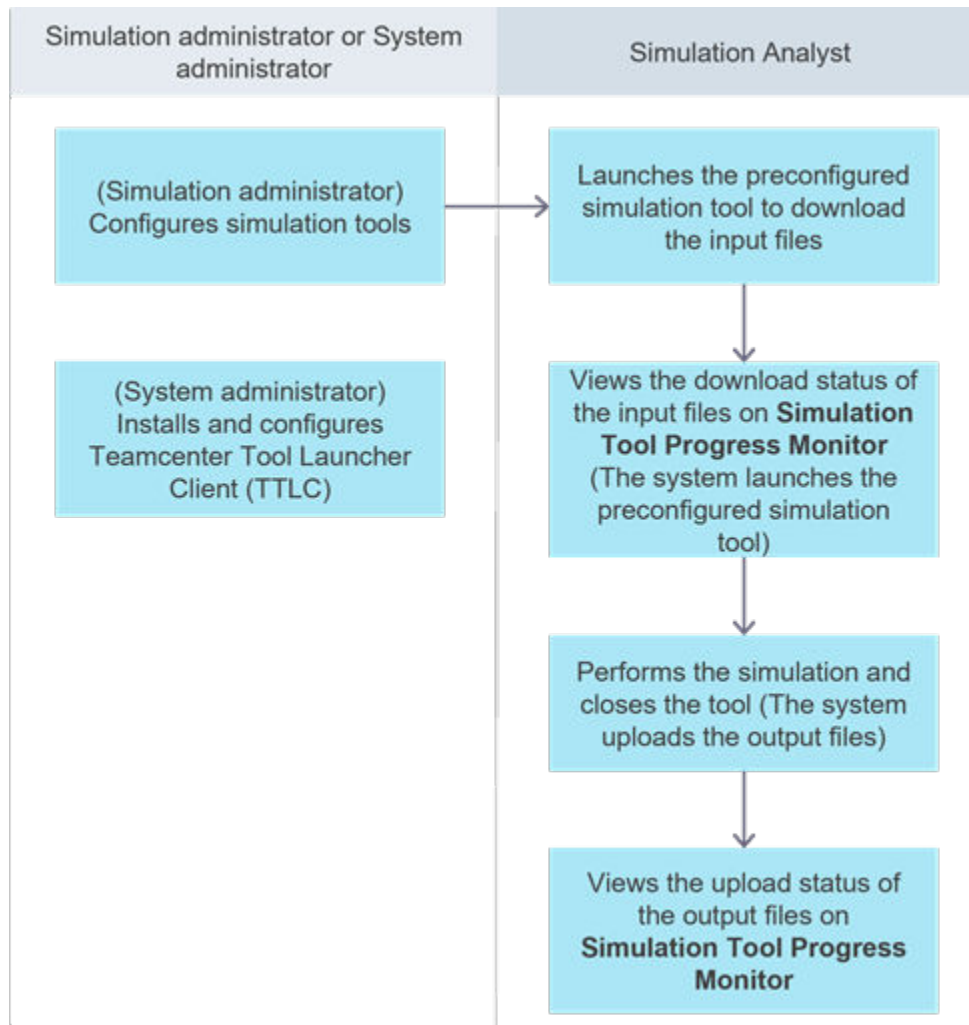 Simulation administrator or System
administrator
Simulation Analyst
(Simulation administrator)
Configures simulation tools
Launches the preconfigured
simulation tool to download
the input files
(System administrator)
Installs and configures
Teamcenter Tool Launcher
Client (TTLC)
Views the download status of
the input files on Simulation
Tool Progress Monitor
(The system launches the
preconfigured simulation
tool)
Performs the simulation and
closes the tool (The system
uploads the output files)
Views the upload status of
the output files on
Simulation Tool Progress
Monitor